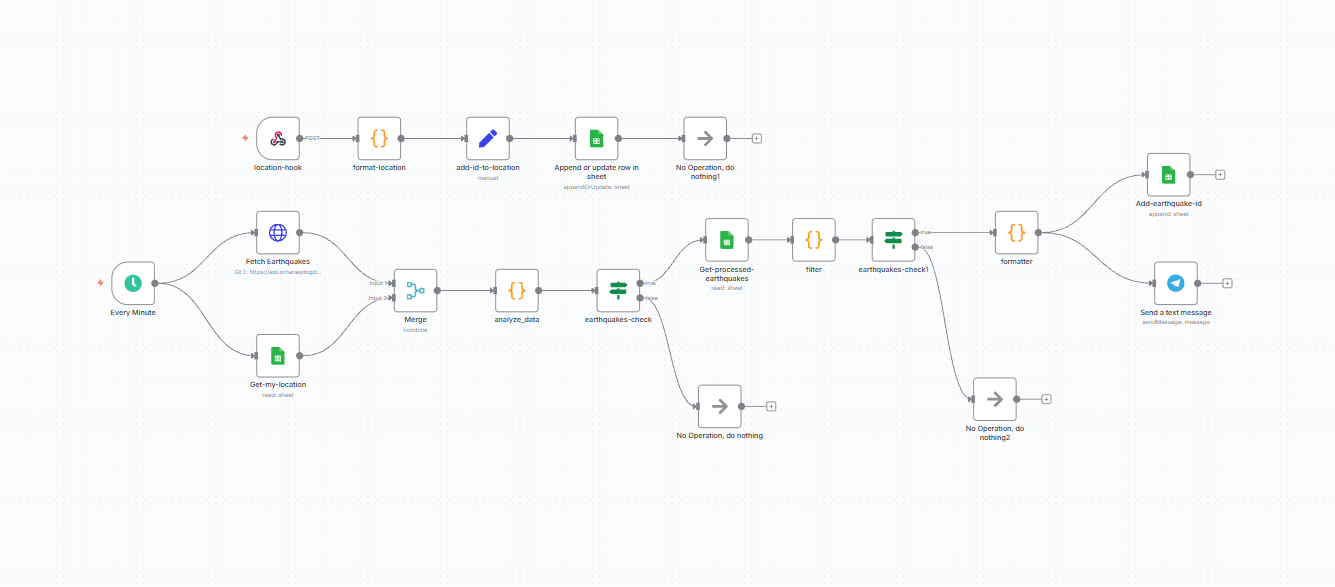 POST
location-hook
format-location
add-id-to-location
manual
Append or update row in
sheet
appendOrUpdate: sheet
No Operation, do
nothing1
Add-earthquake-id
append: sheet
Fetch Earthquakes
GET: https://api.orhanaydogd...
Every Minute
Get-my-location
read: sheet
Input 1
Input 2
Merge
combine
analyze_data
true
false
earthquakes-check
Get-processed-
earthquakes
read: sheet
filter
true
false
earthquakes-check1
formatter
Send a text message
sendMessage: message
No Operation, do nothing
No Operation, do
nothing2